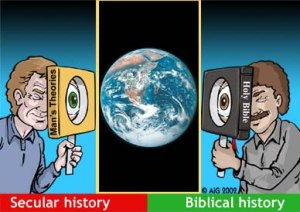 Man's Theories
Holy Bible
© AiG 2002
Secular history
Biblical history